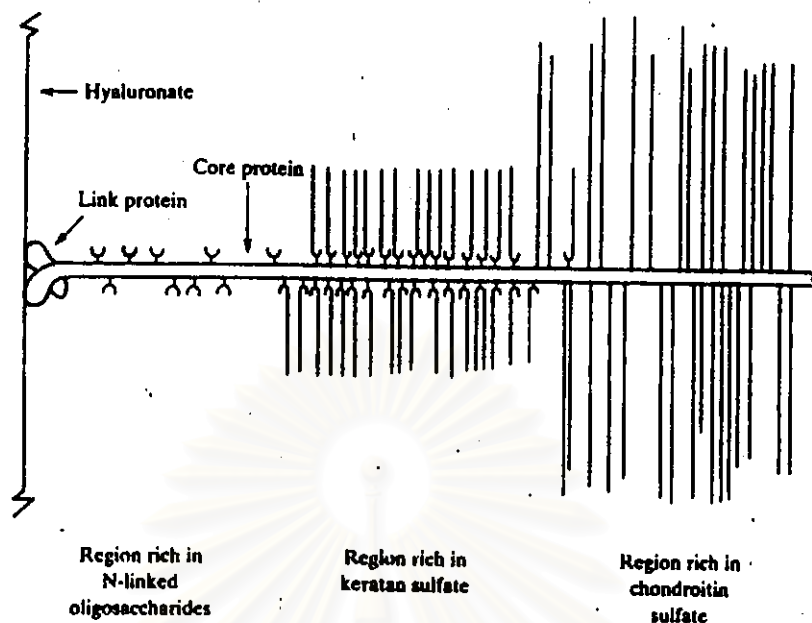 Hyaluronate
Core protein
Link protein
Region rich in
N-linked
oligosaccharides
Region rich in
keratan sulfate
Region rich in
chondroitin
sulfate